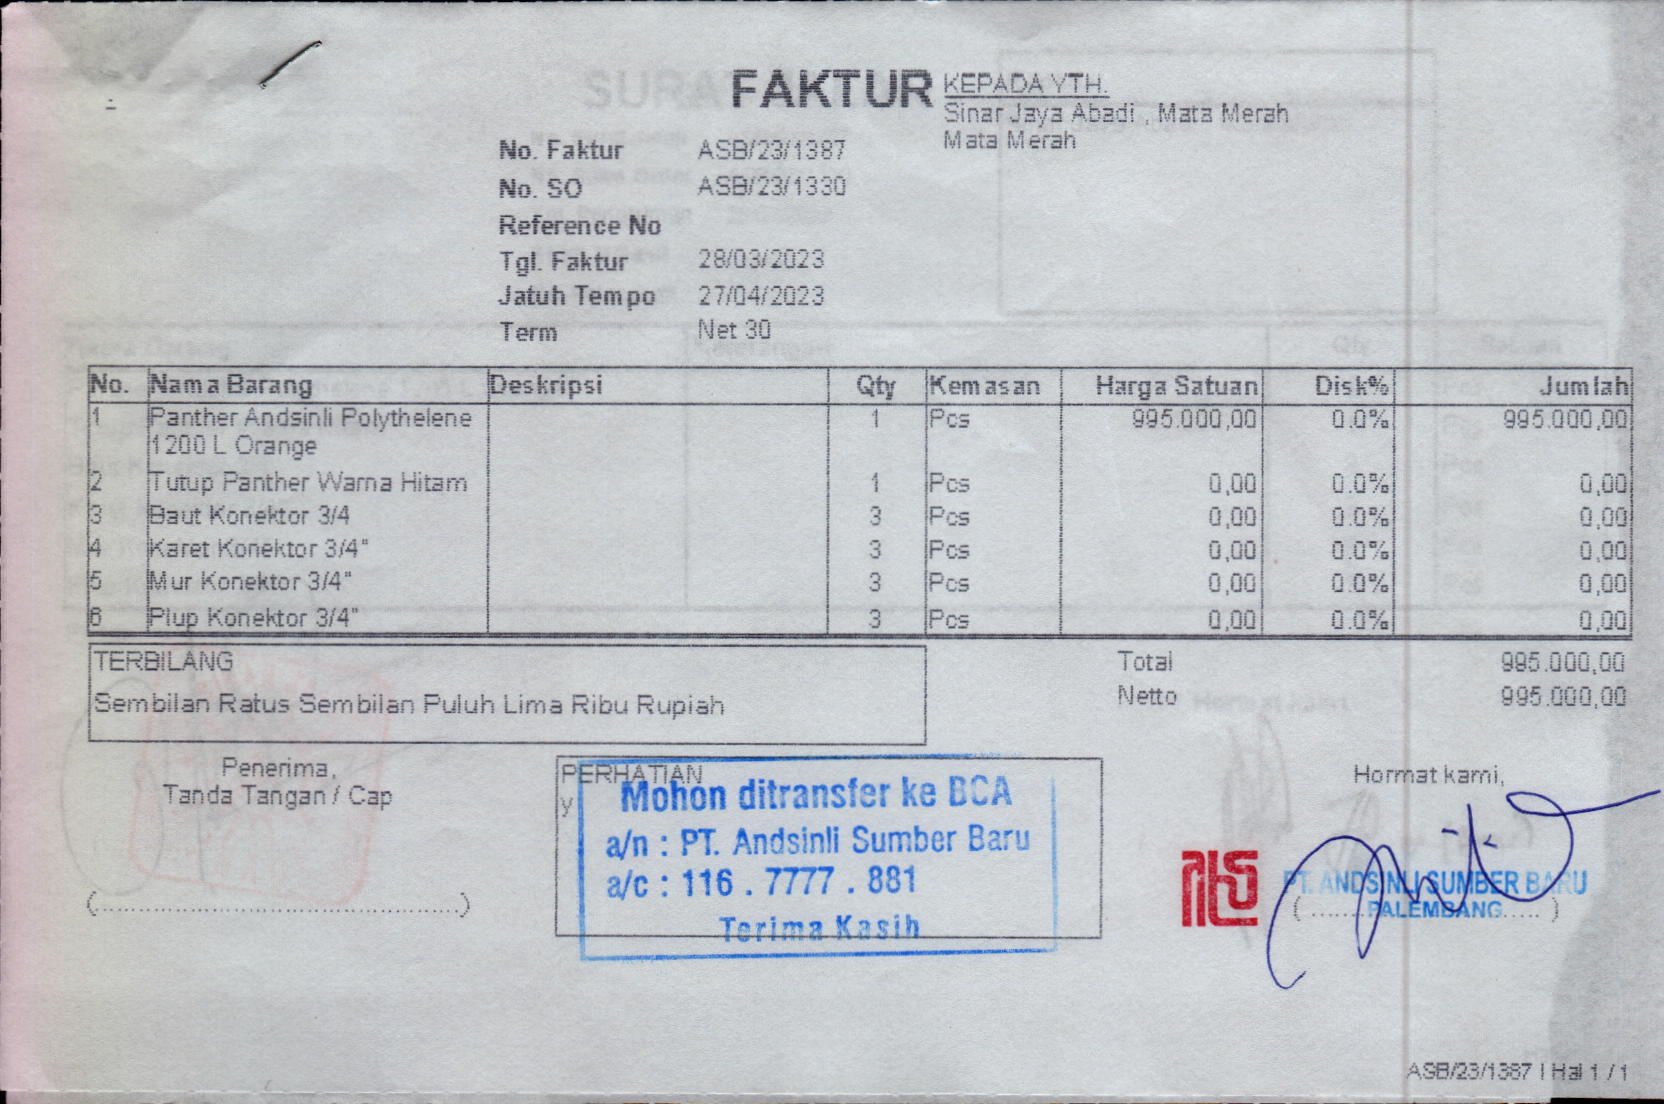 FAKTUR
KEPADA YTH.
Sinar Jaya Abadi , Mata Merah
Mata Merah
No. Faktur ASB/23/1387
No. SO ASB/23/1330
Reference No
Tgl. Faktur 28/03/2023
Jatuh Tempo 27/04/2023
Term Net 30
No. Nama Barang Deskripsi Qty Kemasan Harga Satuan Disk% Jumlah
1 Panther Andsinli Polythelene 1 Pcs 995.000,00 0.0% 995.000,00
1200 L Orange
2 Tutup Panther Warna Hitam 1 Pcs 0,00 0.0% 0,00
3 Baut Konektor 3/4 3 Pcs 0,00 0.0% 0,00
4 Karet Konektor 3/4" 3 Pcs 0,00 0.0% 0,00
5 Mur Konektor 3/4" 3 Pcs 0,00 0.0% 0,00
6 Plup Konektor 3/4" 3 Pcs 0,00 0.0% 0,00
TERBILANG
Sembilan Ratus Sembilan Puluh Lima Ribu Rupiah
Total 995.000,00
Netto 995.000,00
Penerima,
Tanda Tangan / Cap
(..........................................)
PERHATIAN
y
Mohon ditransfer ke BCA
a/n : PT. Andsinli Sumber Baru
a/c : 116 . 7777 . 881
Terima Kasih
Hormat kami,
PT. ANDSINLI SUMBER BARU
PALEMBANG
ASB/23/1387 | Hal 1 / 1